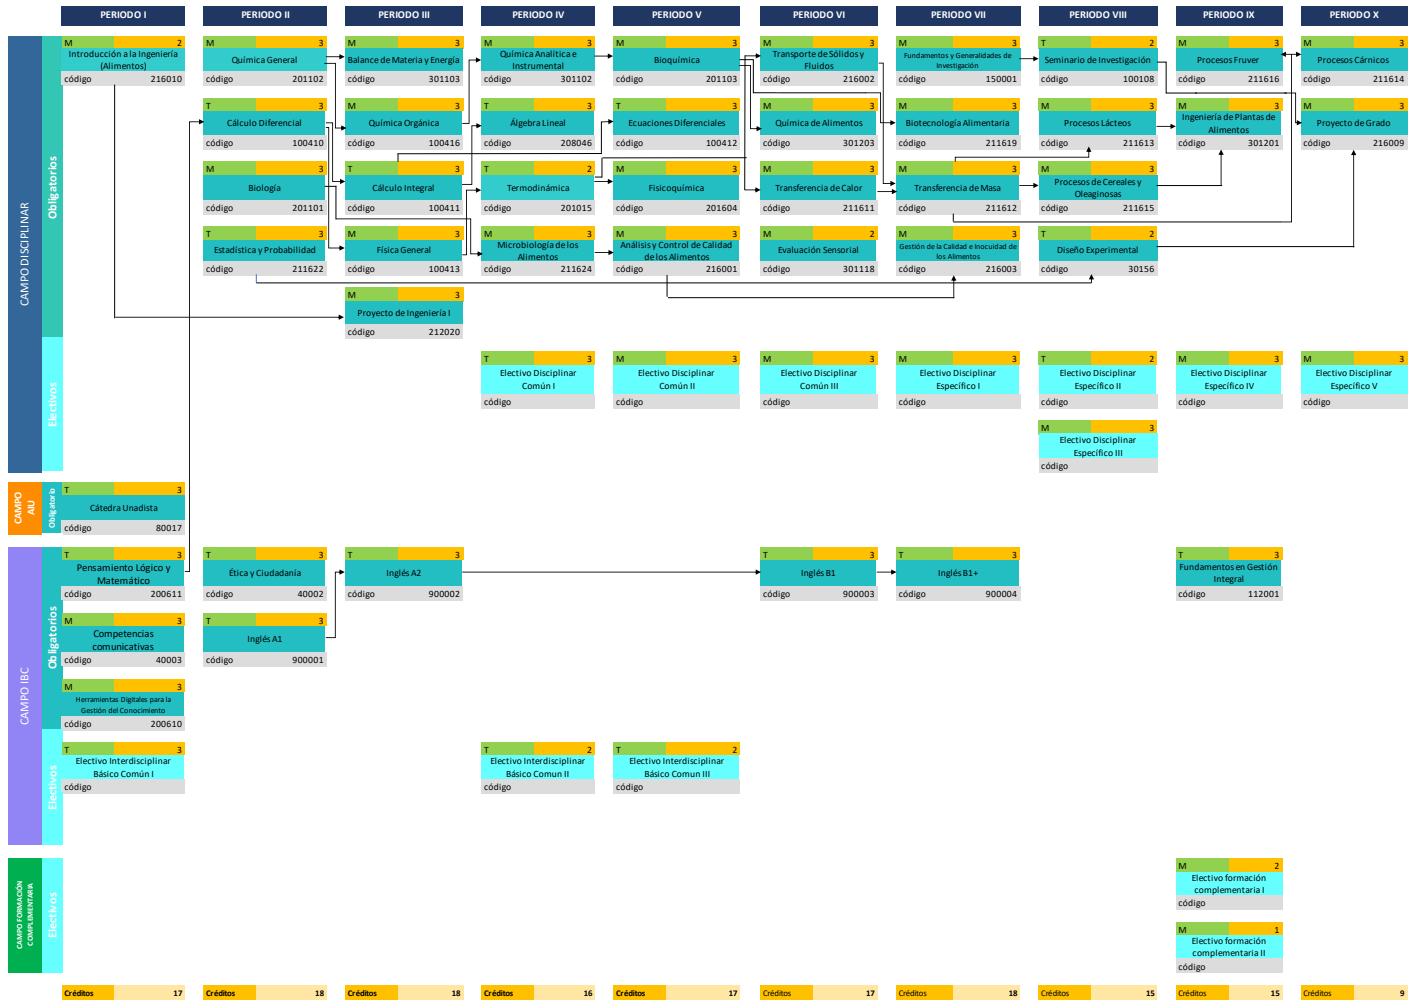 PERIODO I PERIODO II PERIODO III PERIODO IV PERIODO V PERIODO VI PERIODO VII PERIODO VIII PERIODO IX PERIODO X
CAMPO DISCIPLINAR
Obligatorios
M 2
Introducción a la Ingeniería
(Alimentos)
código 216010
M 3
Química General
código 201102
M 3
Balance de Materia y Energía
código 301103
M 3
Química Analítica e
Instrumental
código 301102
M 3
Bioquímica
código 201103
M 3
Transporte de Sólidos y
Fluidos
código 216002
M 3
Fundamentos y Generalidades de
Investigación
código 150001
T 2
Seminario de Investigación
código 100108
M 3
Procesos Fruver
código 211616
M 3
Procesos Cárnicos
código 211614
T 3
Cálculo Diferencial
código 100410
M 3
Química Orgánica
código 100416
T 3
Álgebra Lineal
código 208046
T 3
Ecuaciones Diferenciales
código 100412
M 3
Química de Alimentos
código 301203
M 3
Biotecnología Alimentaria
código 211619
M 3
Procesos Lácteos
código 211613
M 3
Ingeniería de Plantas de
Alimentos
código 301201
M 3
Proyecto de Grado
código 216009
M 3
Biología
código 201101
T 3
Cálculo Integral
código 100411
T 2
Termodinámica
código 201015
M 3
Fisicoquímica
código 201604
M 3
Transferencia de Calor
código 211611
M 3
Transferencia de Masa
código 211612
M 3
Procesos de Cereales y
Oleaginosas
código 211615
T 3
Estadística y Probabilidad
código 211622
M 3
Física General
código 100413
M 3
Microbiología de los
Alimentos
código 211624
M 3
Análisis y Control de Calidad
de los Alimentos
código 216001
M 2
Evaluación Sensorial
código 301118
M 3
Gestión de la Calidad e Inocuidad de
los Alimentos
código 216003
T 2
Diseño Experimental
código 30156
M 3
Proyecto de Ingeniería I
código 212020
Electivos
T 3
Electivo Disciplinar
Común I
código
M 3
Electivo Disciplinar
Común II
código
M 3
Electivo Disciplinar
Común III
código
M 3
Electivo Disciplinar
Específico I
código
T 2
Electivo Disciplinar
Específico II
código
M 3
Electivo Disciplinar
Específico IV
código
M 3
Electivo Disciplinar
Específico V
código
M 3
Electivo Disciplinar
Específico III
código
CAMPO
AIU
Obligatorio
T 3
Cátedra Unadista
código 80017
CAMPO IBC
Obligatorios
T 3
Pensamiento Lógico y
Matemático
código 200611
T 3
Ética y Ciudadanía
código 40002
T 3
Inglés A2
código 900002
T 3
Inglés B1
código 900003
T 3
Inglés B1+
código 900004
T 3
Fundamentos en Gestión
Integral
código 112001
M 3
Competencias
comunicativas
código 40003
T 3
Inglés A1
código 900001
M 3
Herramientas Digitales para la
Gestión del Conocimiento
código 200610
Electivos
T 3
Electivo Interdisciplinar
Básico Común I
código
T 2
Electivo Interdisciplinar
Básico Comun II
código
T 2
Electivo Interdisciplinar
Básico Comun III
código
CAMPO FORMACIÓN
COMPLEMENTARIA
Electivos
M 2
Electivo formación
complementaria I
código
M 1
Electivo formación
complementaria II
código
Créditos 17 Créditos 18 Créditos 18 Créditos 16 Créditos 17 Créditos 17 Créditos 18 Créditos 15 Créditos 15 Créditos 9